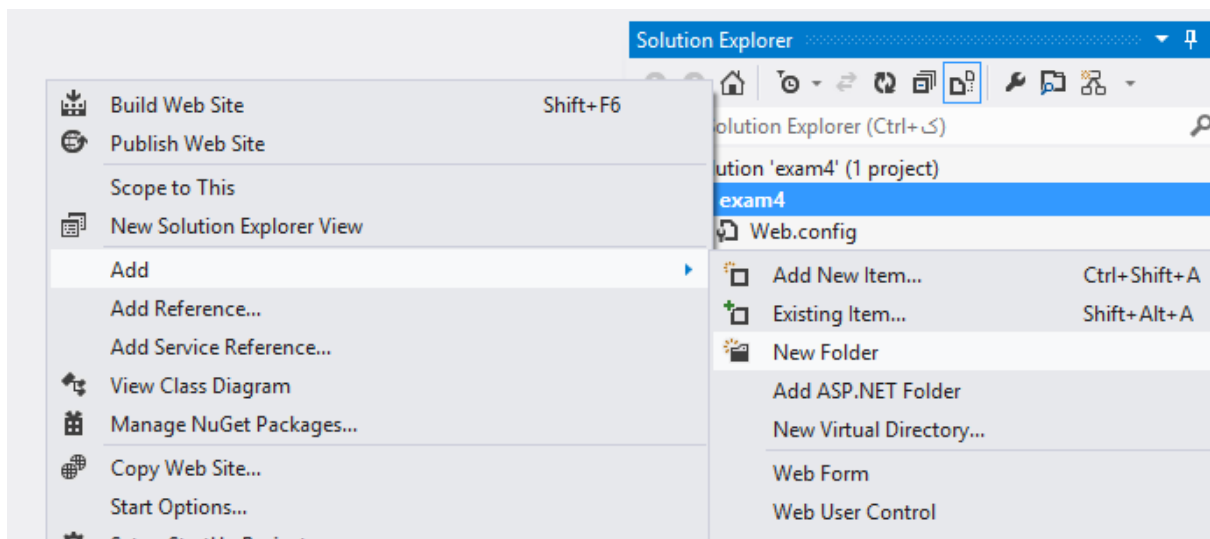 Solution Explorer
Build Web Site Shift+F6
Publish Web Site
Scope to This
New Solution Explorer View
Add
Add Reference...
Add Service Reference...
View Class Diagram
Manage NuGet Packages...
Copy Web Site...
Start Options...
olution Explorer (Ctrl+ک)
ution 'exam4' (1 project)
exam4
Web.config
Add New Item... Ctrl+Shift+A
Existing Item... Shift+Alt+A
New Folder
Add ASP.NET Folder
New Virtual Directory...
Web Form
Web User Control